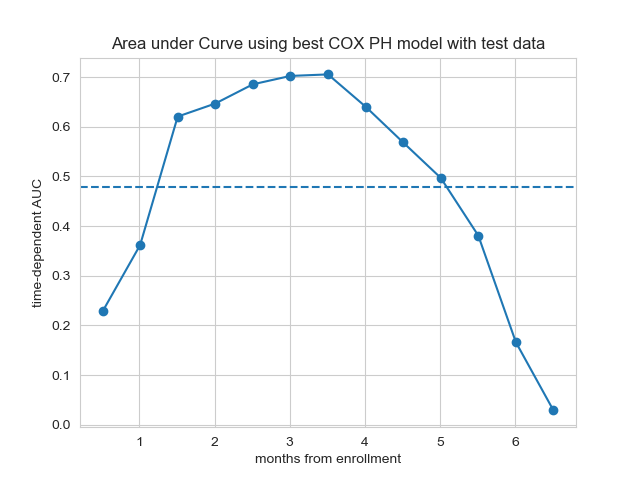 Area under Curve using best COX PH model with test data
0.7
0.6
0.5
0.4
0.3
0.2
0.1
0.0
time-dependent AUC
1 2 3 4 5 6
months from enrollment